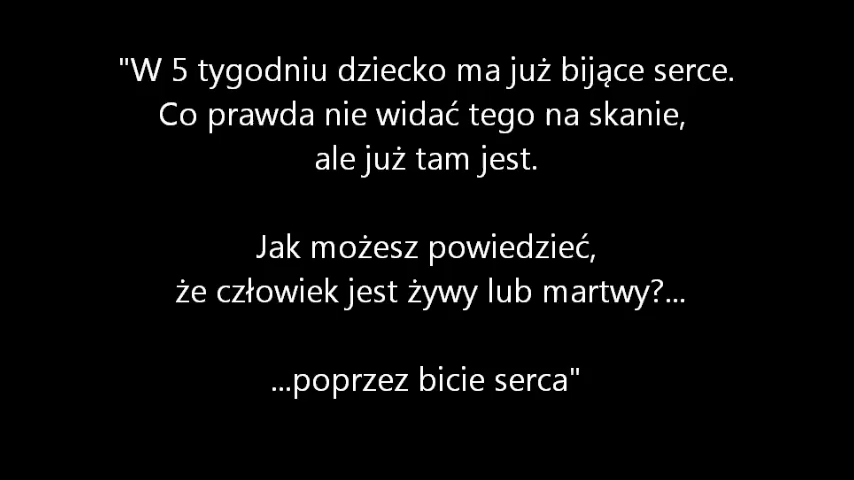 "W 5 tygodniu dziecko ma już bijące serce.
Co prawda nie widać tego na skanie,
ale już tam jest.
Jak możesz powiedzieć,
że człowiek jest żywy lub martwy?...
...poprzez bicie serca"